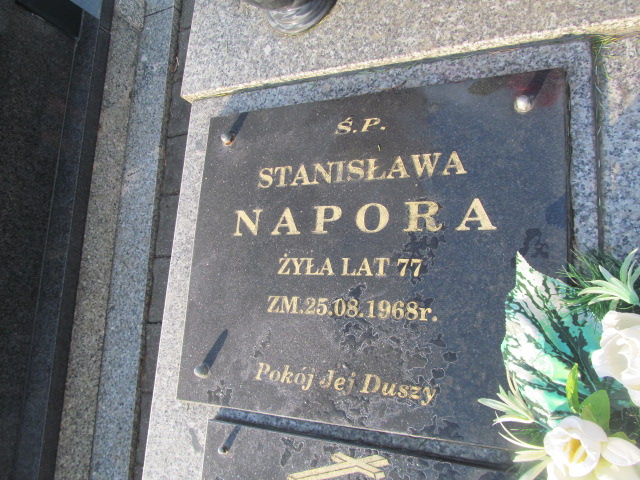 Ś.P.
STANISŁAWA
NAPORA
ŻYŁA LAT 77
ZM.25.08.1968r.
Pokój Jej Duszy